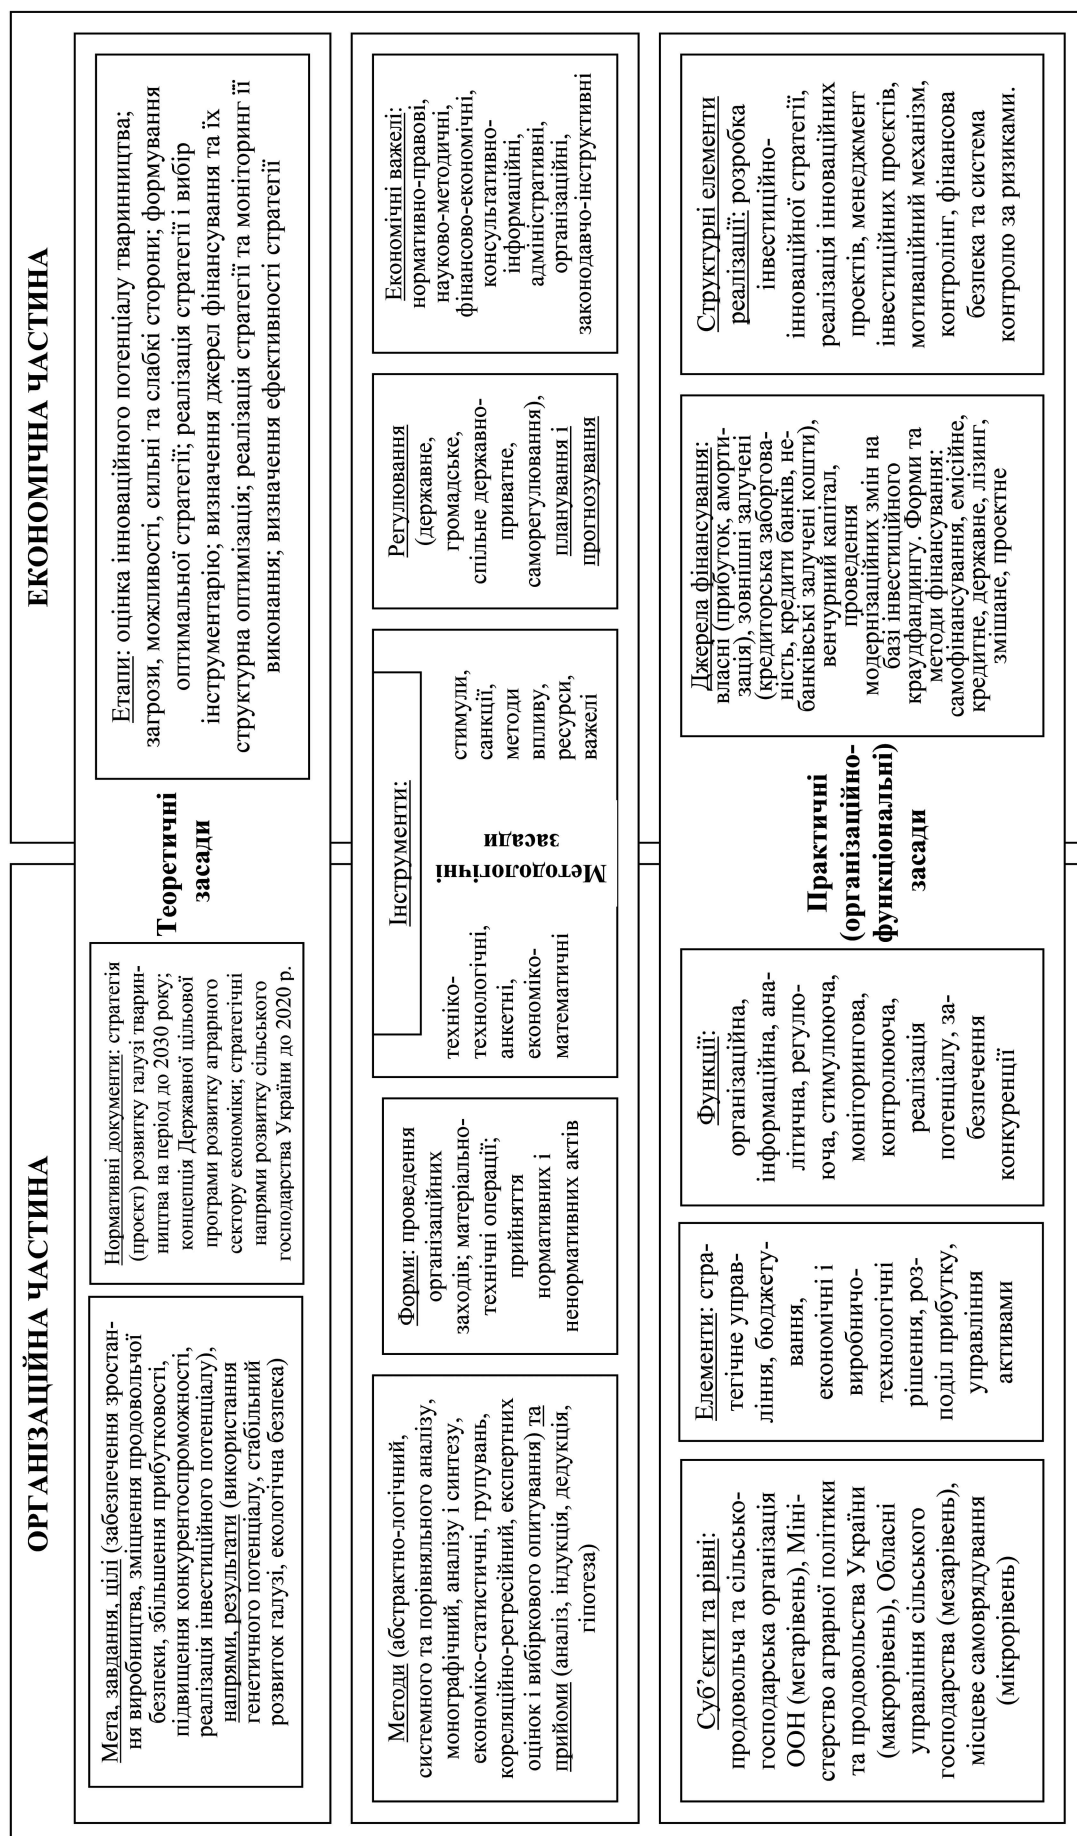 ОРГАНІЗАЦІЙНА ЧАСТИНА
ЕКОНОМІЧНА ЧАСТИНА
Мета, завдання, цілі (забезпечення зростан-
ня виробництва, зміцнення продовольчої
безпеки, збільшення прибутковості,
підвищення конкурентоспроможності,
реалізація інвестиційного потенціалу),
напрями, результати (використання
генетичного потенціалу, стабільний
розвиток галузі, екологічна безпека)
Нормативні документи: стратегія
(проєкт) розвитку галузі тварин-
ництва на період до 2030 року;
концепція Державної цільової
програми розвитку аграрного
сектору економіки; стратегічні
напрями розвитку сільського
господарства України до 2020 р.
Теоретичні
засади
Етапи: оцінка інноваційного потенціалу тваринництва;
загрози, можливості, сильні та слабкі сторони; формування
оптимальної стратегії; реалізація стратегії і вибір
інструментарію; визначення джерел фінансування та їх
структурна оптимізація; реалізація стратегії та моніторинг її
виконання; визначення ефективності стратегії
Методи (абстрактно-логічний,
системного та порівняльного аналізу,
монографічний, аналізу і синтезу,
економіко-статистичні, групувань,
кореляційно-регресійний, експертних
оцінок і вибіркового опитування) та
прийоми (аналіз, індукція, дедукція,
гіпотеза)
Форми: проведення
організаційних
заходів; матеріально-
технічні операції;
прийняття
нормативних і
ненормативних актів
Інструменти:
техніко-
технологічні,
анкетні,
економіко-
математичні
Методологічні
засади
стимули,
санкції,
методи
впливу,
ресурси,
важелі
Регулювання
(державне,
громадське,
спільне державно-
приватне,
саморегулювання),
планування і
прогнозування
Економічні важелі:
нормативно-правові,
науково-методичні,
фінансово-економічні,
консультативно-
інформаційні,
адміністративні,
організаційні,
законодавчо-інструктивні
Суб’єкти та рівні:
продовольча та сільсько-
господарська організація
ООН (мегарівень), Міні-
стерство аграрної політики
та продовольства України
(макрорівень), Обласні
управління сільського
господарства (мезарівень),
місцеве самоврядування
(мікрорівень)
Елементи: стра-
тегічне управ-
ління, бюджету-
вання,
економічні і
виробничо-
технологічні
рішення, роз-
поділ прибутку,
управління
активами
Функції:
організаційна,
інформаційна, ана-
літична, регулю-
юча, стимулююча,
моніторингова,
контролююча,
реалізація
потенціалу, за-
безпечення
конкуренції
Практичні
(організаційно-
функціональні)
засади
Джерела фінансування:
власні (прибуток, аморти-
зація), зовнішні залучені
(кредиторська заборгова-
ність, кредити банків, не-
банківські залучені кошти),
венчурний капітал,
проведення
модернізаційних змін на
базі інвестиційного
краудфандингу. Форми та
методи фінансування:
самофінансування, емісійне,
кредитне, державне, лізинг,
змішане, проектне
Структурні елементи
реалізації: розробка
інвестиційно-
інноваційної стратегії,
реалізація інноваційних
проектів, менеджмент
інвестиційних проєктів,
мотиваційний механізм,
контролінг, фінансова
безпека та система
контролю за ризиками.